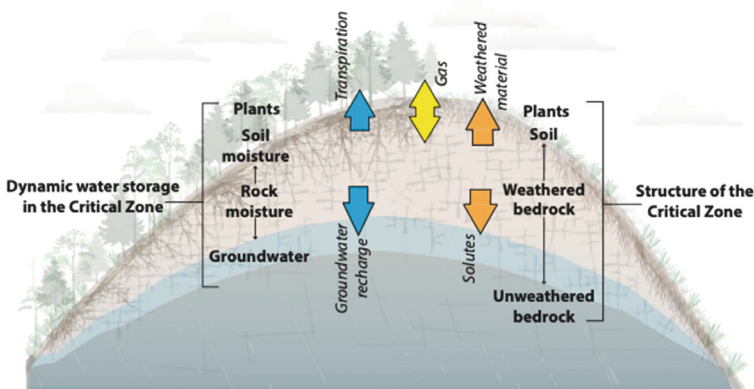 Transpiration
Gas
Weathered
material
Plants
Soil
moisture
Rock
moisture
Groundwater
Dynamic water storage
in the Critical Zone
Groundwater
recharge
Solutes
Plants
Soil
Weathered
bedrock
Unweathered
bedrock
Structure of the
Critical Zone